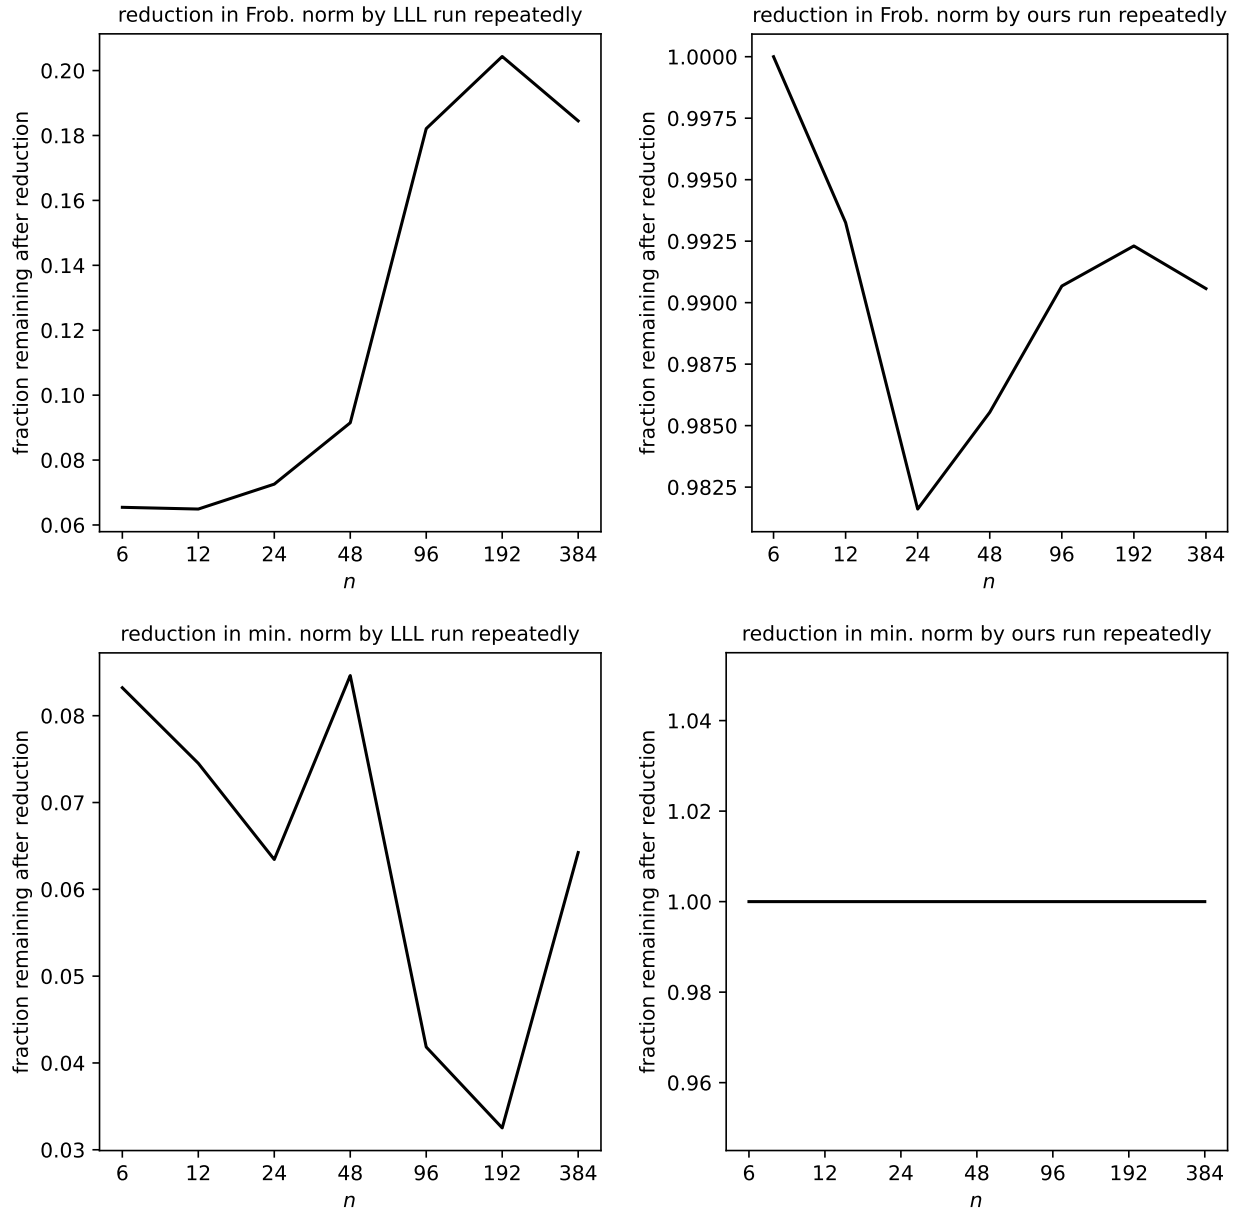 reduction in Frob. norm by LLL run repeatedly
fraction remaining after reduction
0.20
0.18
0.16
0.14
0.12
0.10
0.08
0.06
6 12 24 48 96 192 384
n
reduction in Frob. norm by ours run repeatedly
fraction remaining after reduction
1.0000
0.9975
0.9950
0.9925
0.9900
0.9875
0.9850
0.9825
6 12 24 48 96 192 384
n
reduction in min. norm by LLL run repeatedly
fraction remaining after reduction
0.08
0.07
0.06
0.05
0.04
0.03
6 12 24 48 96 192 384
n
reduction in min. norm by ours run repeatedly
fraction remaining after reduction
1.04
1.02
1.00
0.98
0.96
6 12 24 48 96 192 384
n